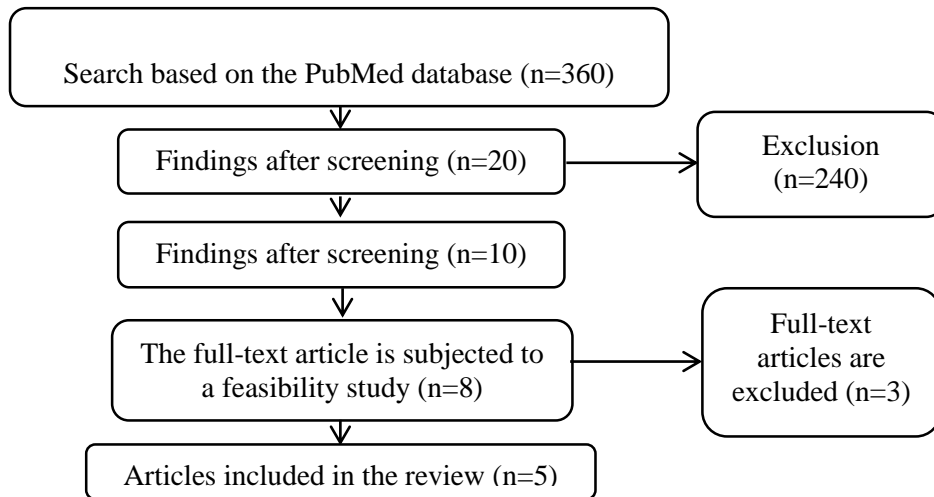 Search based on the PubMed database (n=360)
Findings after screening (n=20)
Exclusion
(n=240)
Findings after screening (n=10)
The full-text article is subjected to
a feasibility study (n=8)
Full-text
articles are
excluded (n=3)
Articles included in the review (n=5)